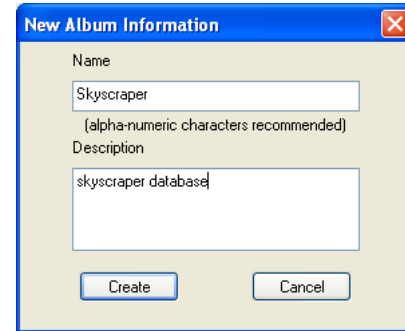 New Album Information
Name
Skyscraper
(alpha-numeric characters recommended)
Description
skyscraper database
Create
Cancel